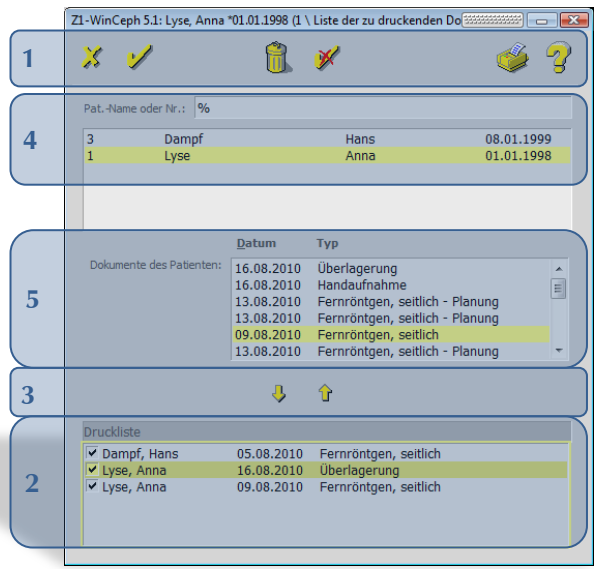 Z1-WinCeph 5.1: Lyse, Anna *01.01.1998 (1 \ Liste der zu druckenden Do
1
4
Pat.-Name oder Nr.: %
3 Dampf Hans 08.01.1999
1 Lyse Anna 01.01.1998
5
Datum Typ
Dokumente des Patienten:
16.08.2010 Überlagerung
16.08.2010 Handaufnahme
13.08.2010 Fernröntgen, seitlich - Planung
13.08.2010 Fernröntgen, seitlich - Planung
09.08.2010 Fernröntgen, seitlich
13.08.2010 Fernröntgen, seitlich - Planung
3
2
Druckliste
Dampf, Hans 05.08.2010 Fernröntgen, seitlich
Lyse, Anna 16.08.2010 Überlagerung
Lyse, Anna 09.08.2010 Fernröntgen, seitlich